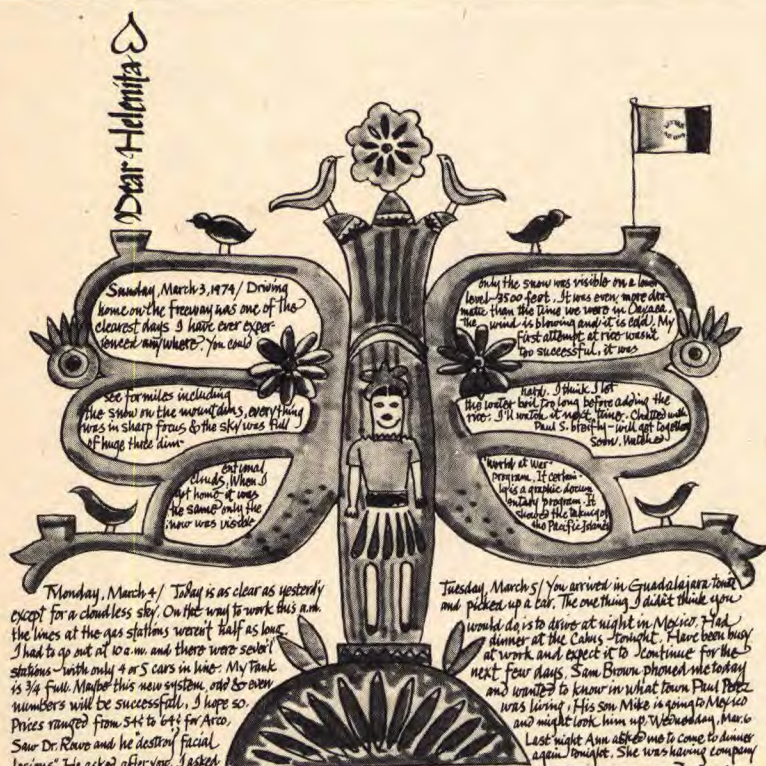 Dear Helenita
Sunday, March 3, 1974/ Driving
home on the freeway was one of the
clearest days I have ever exper-
ienced anywhere. You could
see for miles including
the snow on the mountains, everything
was in sharp focus & the sky was full
of huge three dim-
entional
clouds. When I
got home it was
the same only the
snow was visible
only the snow was visible on a lower
level-3500 feet. It was even more dra-
matic than the time we were in Oaxaca.
The wind is blowing and it is cold. My
first attempt at rice wasn't
too successful, it was
hard. I think I let
the water boil too long before adding the
rice. I'll watch it next time. Chatted with
Paul S. briefly-will get together
soon. Watched
"World at War"
program. It certain-
ly is a graphic docum
entary program. It
showed the taking of
the Pacific Islands
Monday, March 4/ Today is as clear as yesterdy
except for a cloudless sky. On the way to work this a.m.
the lines at the gas stations weren't half as long.
I had to go out at 10 a.m. and there were sever'l
stations-with only 4 or 5 cars in line. My tank
is 3/4 full. Maybe this new system, odd & even
numbers will be successful, I hope so.
Prices ranged from 54¢ to 64¢ for Arco.
Saw Dr. Rowe and he "destroy facial
lesions" He asked after you. I asked
Tuesday, March 5/ You arrived in Guadalajara
and picked up a car. The one thing I didn't think you
would do is to drive at night in Mexico. Had
dinner at the Cahns tonight. Have been busy
at work and expect it to continue for the
next few days. Sam Brown phoned me today
and wanted to know in what town Paul Perez
was living. His son Mike is going to Mexico
and might look him up. Wednesday, Mar. 6
Last night Ann asked me to come to dinner
again tonight. She was having company